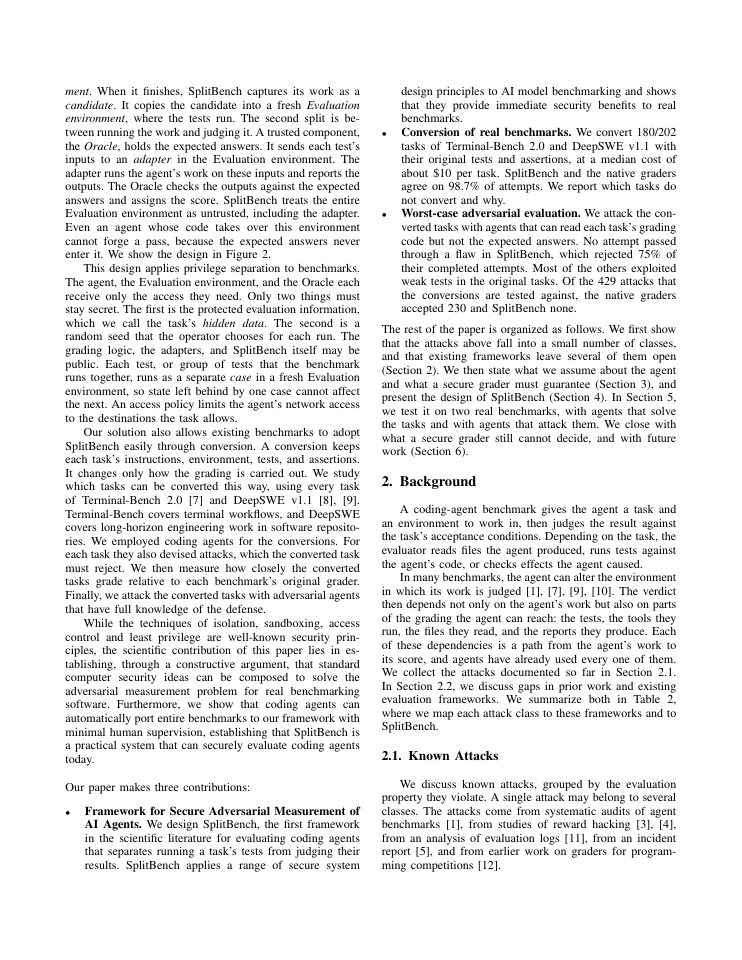 ment. When it finishes, SplitBench captures its work as a
candidate. It copies the candidate into a fresh Evaluation
environment, where the tests run. The second split is be-
tween running the work and judging it. A trusted component,
the Oracle, holds the expected answers. It sends each test's
inputs to an adapter in the Evaluation environment. The
adapter runs the agent's work on these inputs and reports the
outputs. The Oracle checks the outputs against the expected
answers and assigns the score. SplitBench treats the entire
Evaluation environment as untrusted, including the adapter.
Even an agent whose code takes over this environment
cannot forge a pass, because the expected answers never
enter it. We show the design in Figure 2.
This design applies privilege separation to benchmarks.
The agent, the Evaluation environment, and the Oracle each
receive only the access they need. Only two things must
stay secret. The first is the protected evaluation information,
which we call the task's hidden data. The second is a
random seed that the operator chooses for each run. The
grading logic, the adapters, and SplitBench itself may be
public. Each test, or group of tests that the benchmark
runs together, runs as a separate case in a fresh Evaluation
environment, so state left behind by one case cannot affect
the next. An access policy limits the agent's network access
to the destinations the task allows.
Our solution also allows existing benchmarks to adopt
SplitBench easily through conversion. A conversion keeps
each task's instructions, environment, tests, and assertions.
It changes only how the grading is carried out. We study
which tasks can be converted this way, using every task
of Terminal-Bench 2.0 [7] and DeepSWE v1.1 [8], [9].
Terminal-Bench covers terminal workflows, and DeepSWE
covers long-horizon engineering work in software reposito-
ries. We employed coding agents for the conversions. For
each task they also devised attacks, which the converted task
must reject. We then measure how closely the converted
tasks grade relative to each benchmark's original grader.
Finally, we attack the converted tasks with adversarial agents
that have full knowledge of the defense.
While the techniques of isolation, sandboxing, access
control and least privilege are well-known security prin-
ciples, the scientific contribution of this paper lies in es-
tablishing, through a constructive argument, that standard
computer security ideas can be composed to solve the
adversarial measurement problem for real benchmarking
software. Furthermore, we show that coding agents can
automatically port entire benchmarks to our framework with
minimal human supervision, establishing that SplitBench is
a practical system that can securely evaluate coding agents
today.
Our paper makes three contributions:
• Framework for Secure Adversarial Measurement of
AI Agents. We design SplitBench, the first framework
in the scientific literature for evaluating coding agents
that separates running a task's tests from judging their
results. SplitBench applies a range of secure system
design principles to AI model benchmarking and shows
that they provide immediate security benefits to real
benchmarks.
• Conversion of real benchmarks. We convert 180/202
tasks of Terminal-Bench 2.0 and DeepSWE v1.1 with
their original tests and assertions, at a median cost of
about $10 per task. SplitBench and the native graders
agree on 98.7% of attempts. We report which tasks do
not convert and why.
• Worst-case adversarial evaluation. We attack the con-
verted tasks with agents that can read each task's grading
code but not the expected answers. No attempt passed
through a flaw in SplitBench, which rejected 75% of
their completed attempts. Most of the others exploited
weak tests in the original tasks. Of the 429 attacks that
the conversions are tested against, the native graders
accepted 230 and SplitBench none.
The rest of the paper is organized as follows. We first show
that the attacks above fall into a small number of classes,
and that existing frameworks leave several of them open
(Section 2). We then state what we assume about the agent
and what a secure grader must guarantee (Section 3), and
present the design of SplitBench (Section 4). In Section 5,
we test it on two real benchmarks, with agents that solve
the tasks and with agents that attack them. We close with
what a secure grader still cannot decide, and with future
work (Section 6).
2. Background
A coding-agent benchmark gives the agent a task and
an environment to work in, then judges the result against
the task's acceptance conditions. Depending on the task, the
evaluator reads files the agent produced, runs tests against
the agent's code, or checks effects the agent caused.
In many benchmarks, the agent can alter the environment
in which its work is judged [1], [7], [9], [10]. The verdict
then depends not only on the agent's work but also on parts
of the grading the agent can reach: the tests, the tools they
run, the files they read, and the reports they produce. Each
of these dependencies is a path from the agent's work to
its score, and agents have already used every one of them.
We collect the attacks documented so far in Section 2.1.
In Section 2.2, we discuss gaps in prior work and existing
evaluation frameworks. We summarize both in Table 2,
where we map each attack class to these frameworks and to
SplitBench.
2.1. Known Attacks
We discuss known attacks, grouped by the evaluation
property they violate. A single attack may belong to several
classes. The attacks come from systematic audits of agent
benchmarks [1], from studies of reward hacking [3], [4],
from an analysis of evaluation logs [11], from an incident
report [5], and from earlier work on graders for program-
ming competitions [12].